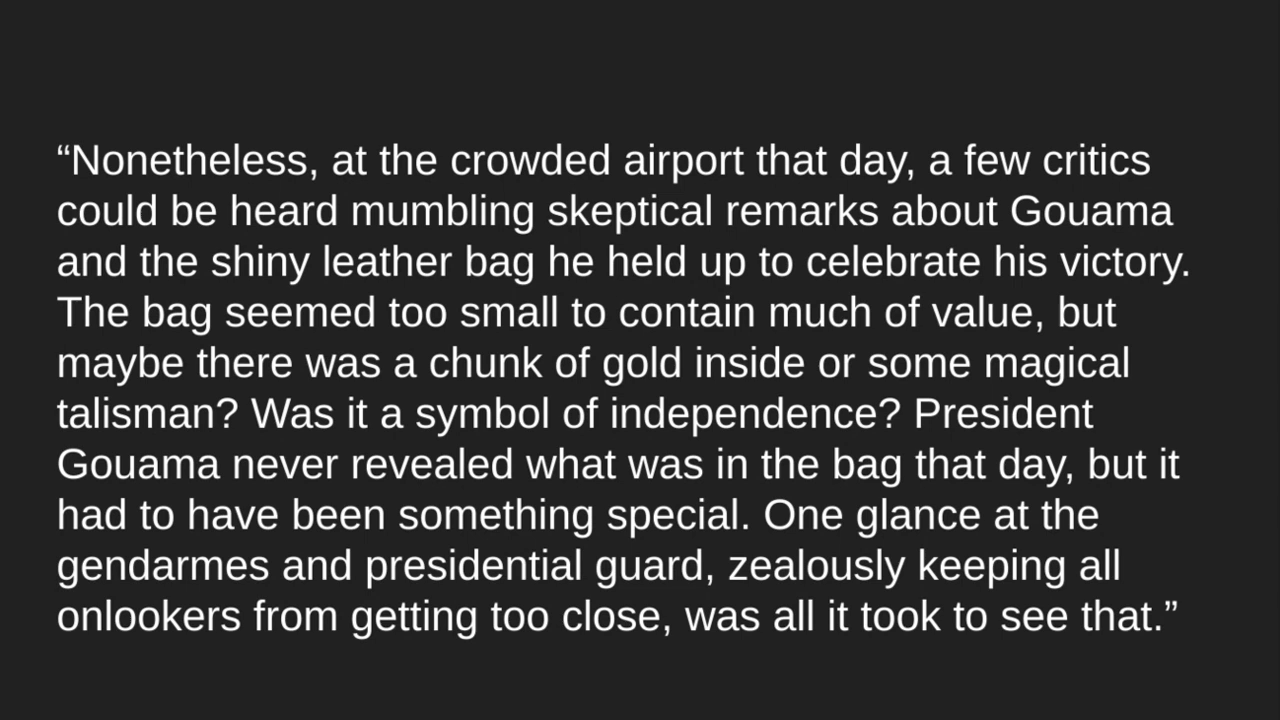 “Nonetheless, at the crowded airport that day, a few critics
could be heard mumbling skeptical remarks about Gouama
and the shiny leather bag he held up to celebrate his victory.
The bag seemed too small to contain much of value, but
maybe there was a chunk of gold inside or some magical
talisman? Was it a symbol of independence? President
Gouama never revealed what was in the bag that day, but it
had to have been something special. One glance at the
gendarmes and presidential guard, zealously keeping all
onlookers from getting too close, was all it took to see that.”